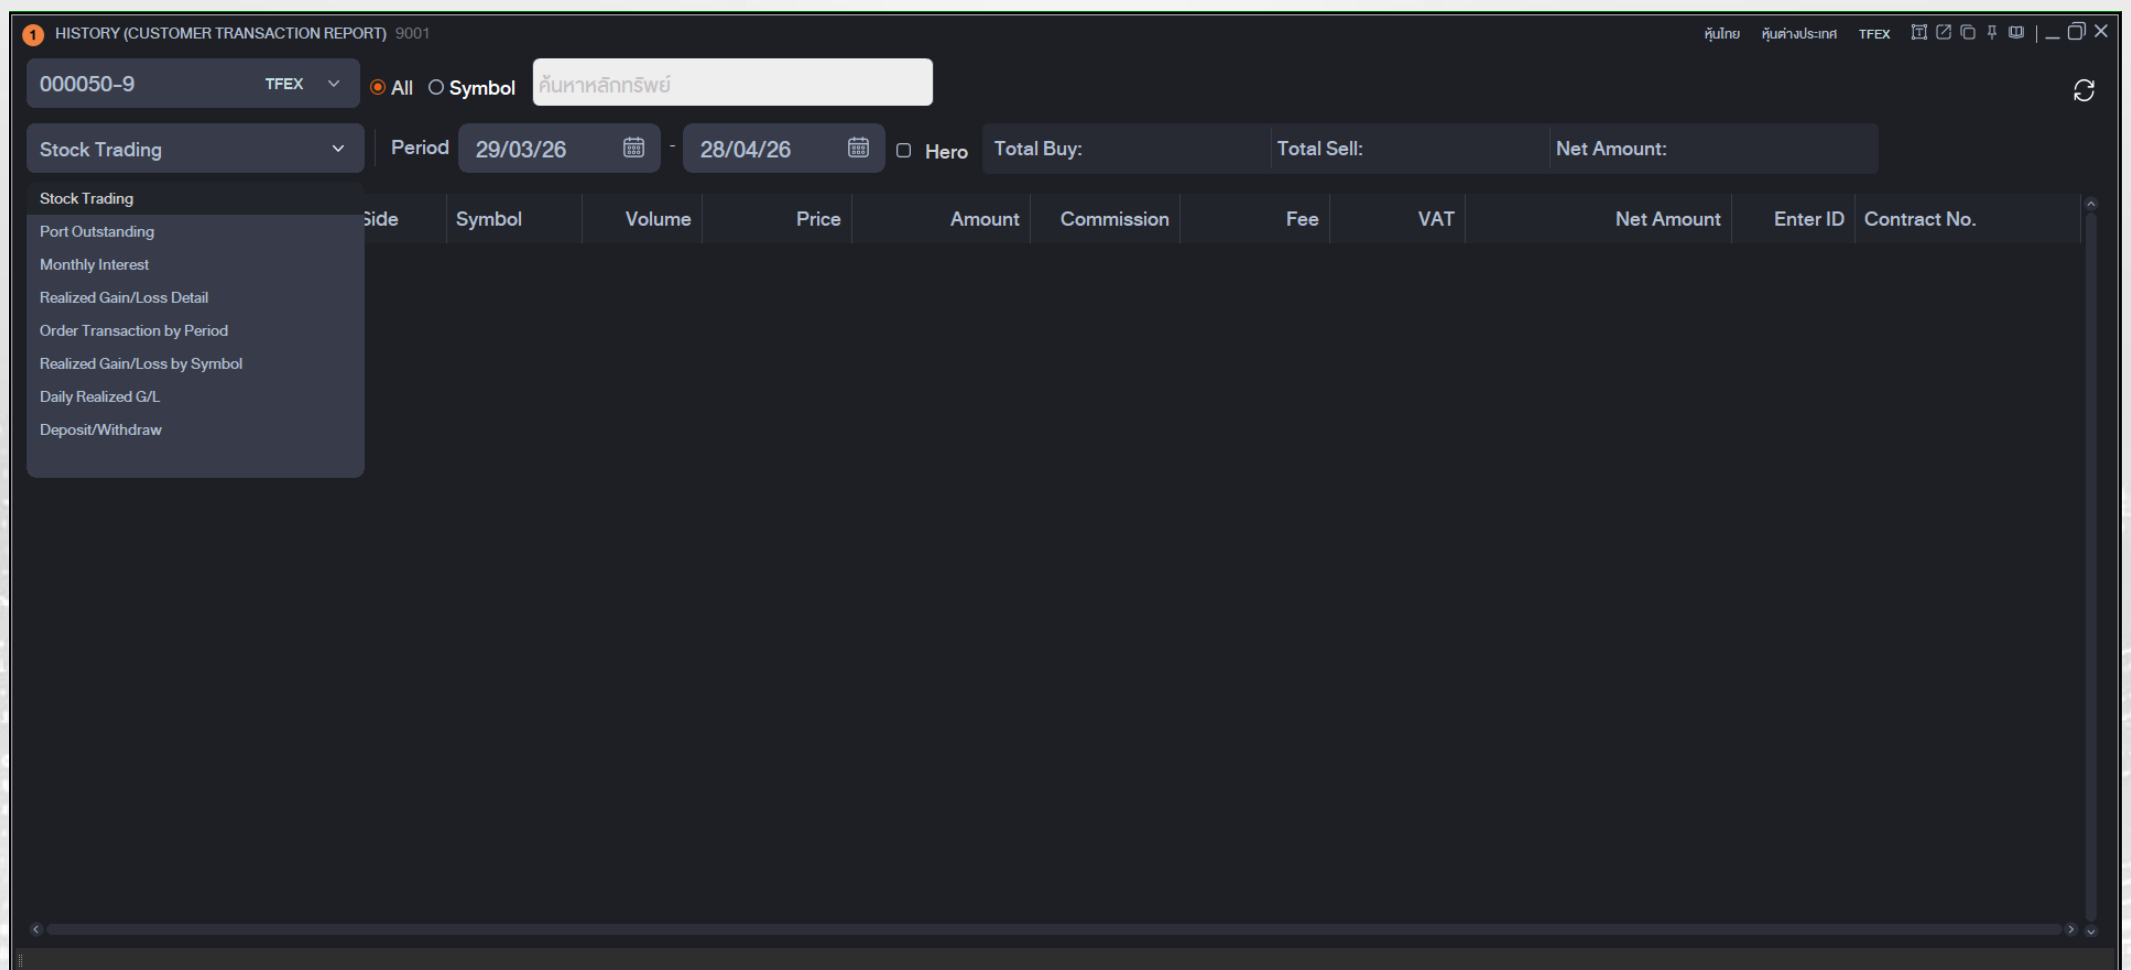 1 HISTORY (CUSTOMER TRANSACTION REPORT) 9001 หุ้นไทย หุ้นต่างประเทศ TFEX
000050-9 TFEX All Symbol ค้นหาหลักทรัพย์
Stock Trading Period 29/03/26 - 28/04/26 Hero Total Buy: Total Sell: Net Amount:
Side Symbol Volume Price Amount Commission Fee VAT Net Amount Enter ID Contract No.
Stock Trading
Port Outstanding
Monthly Interest
Realized Gain/Loss Detail
Order Transaction by Period
Realized Gain/Loss by Symbol
Daily Realized G/L
Deposit/Withdraw